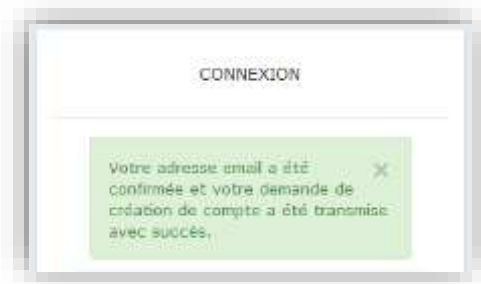 CONNEXION
Votre adresse email a été
confirmée et votre demande de
création de compte a été transmise
avec succès.